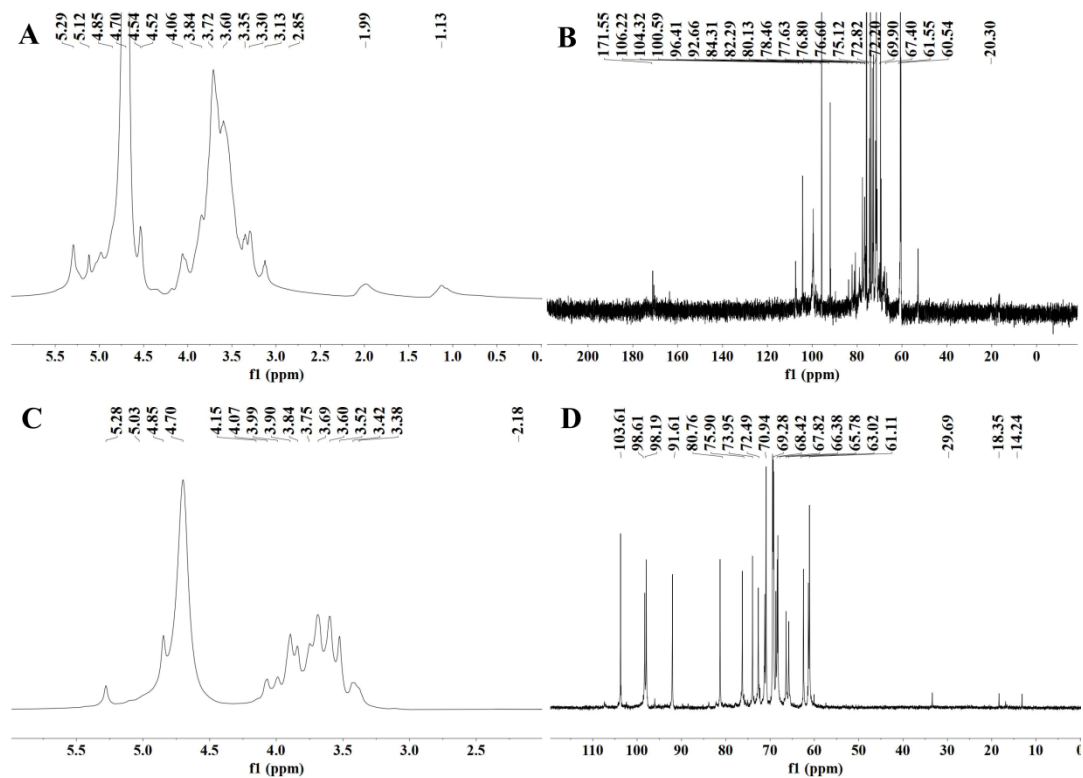 A
5.29 5.12 4.85 4.70 4.54 4.52 4.06 3.84 3.72 3.60 3.35 3.30 3.13 2.85 1.99 1.13
5.5 5.0 4.5 4.0 3.5 3.0 2.5 2.0 1.5 1.0 0.
f1 (ppm)
B
171.55 106.22 104.32 100.59 96.41 92.66 84.31 82.29 80.13 78.46 77.63 76.80 76.60 75.12 72.82 72.20 69.90 67.40 61.55 60.54 20.30
200 180 160 140 120 100 80 60 40 20 0
f1 (ppm)
C
5.28 5.03 4.85 4.70 4.15 4.07 3.99 3.90 3.84 3.75 3.69 3.60 3.52 3.42 3.38 2.18
5.5 5.0 4.5 4.0 3.5 3.0 2.5
f1 (ppm)
D
103.61 98.61 98.19 91.61 80.76 75.90 73.95 72.49 70.94 69.28 68.42 67.82 66.38 65.78 63.02 61.11 29.69 18.35 14.24
110 100 90 80 70 60 50 40 30 20 10 0
f1 (ppm)